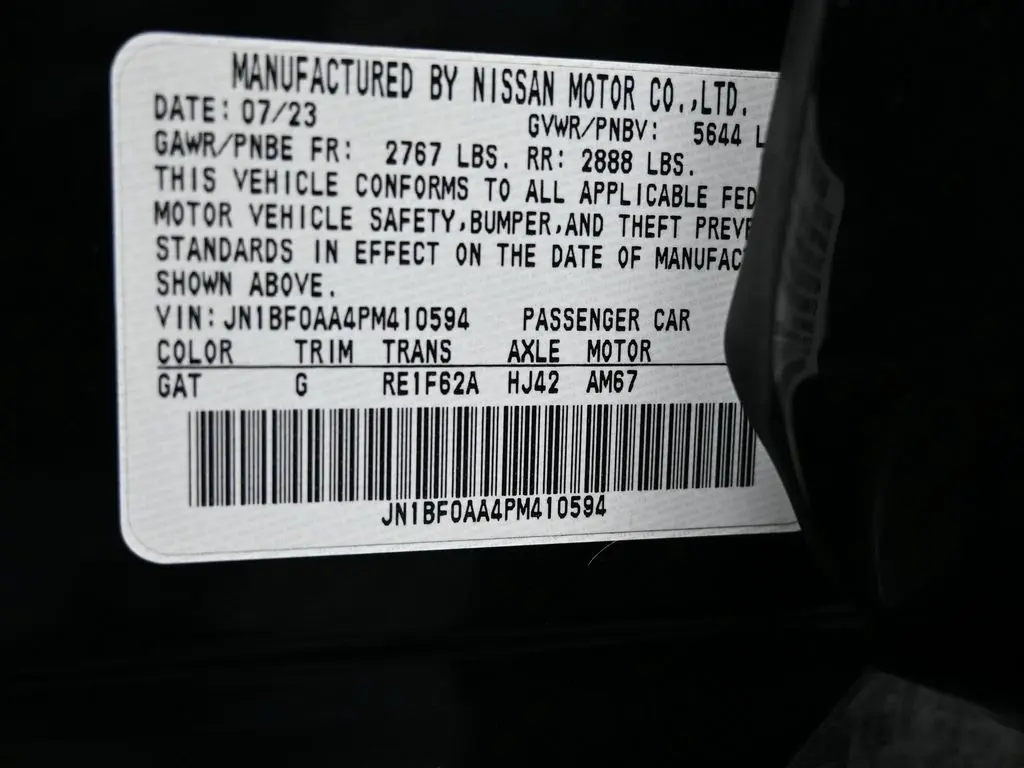 MANUFACTURED BY NISSAN MOTOR CO.,LTD.
DATE: 07/23 GVWR/PNBV: 5644 L
GAWR/PNBE FR: 2767 LBS. RR: 2888 LBS.
THIS VEHICLE CONFORMS TO ALL APPLICABLE FED
MOTOR VEHICLE SAFETY,BUMPER,AND THEFT PREVE
STANDARDS IN EFFECT ON THE DATE OF MANUFAC
SHOWN ABOVE.
VIN: JN1BF0AA4PM410594 PASSENGER CAR
COLOR TRIM TRANS AXLE MOTOR
GAT G RE1F62A HJ42 AM67
JN1BF0AA4PM410594